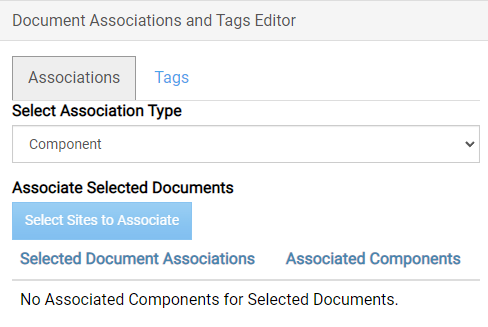 Document Associations and Tags Editor
Associations Tags
Select Association Type
Component
Associate Selected Documents
Select Sites to Associate
Selected Document Associations Associated Components
No Associated Components for Selected Documents.